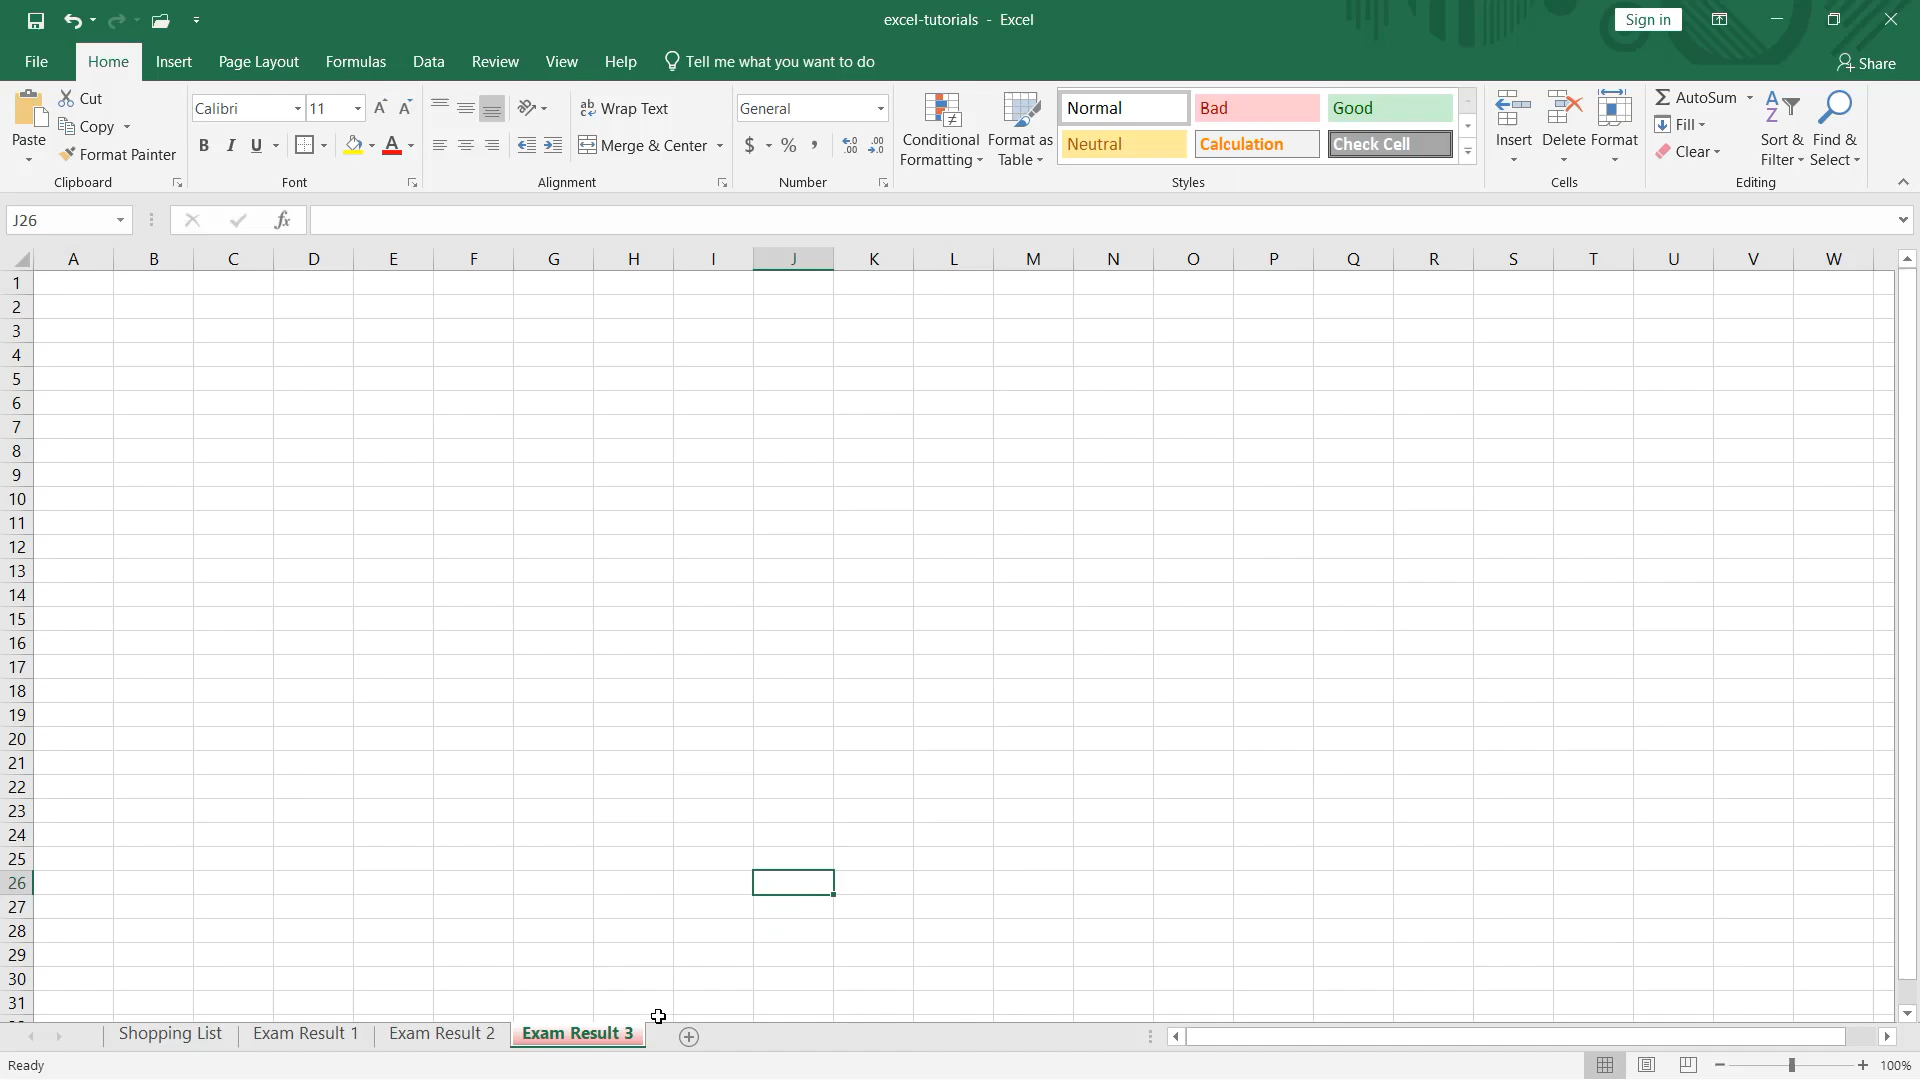 excel-tutorials - Excel
Sign in
File Home Insert Page Layout Formulas Data Review View Help Tell me what you want to do Share
Paste
Cut
Copy
Format Painter
Clipboard
Calibri 11
B I U
Font
Wrap Text
Merge & Center
Alignment
General
$ % ,
Number
Conditional Formatting
Format as Table
Normal Bad Good
Neutral Calculation Check Cell
Styles
Insert Delete Format
Cells
AutoSum
Fill
Clear
Sort & Filter
Find & Select
Editing
J26 fx
A B C D E F G H I J K L M N O P Q R S T U V W
1
2
3
4
5
6
7
8
9
10
11
12
13
14
15
16
17
18
19
20
21
22
23
24
25
26
27
28
29
30
31
Shopping List Exam Result 1 Exam Result 2 Exam Result 3
Ready 100%